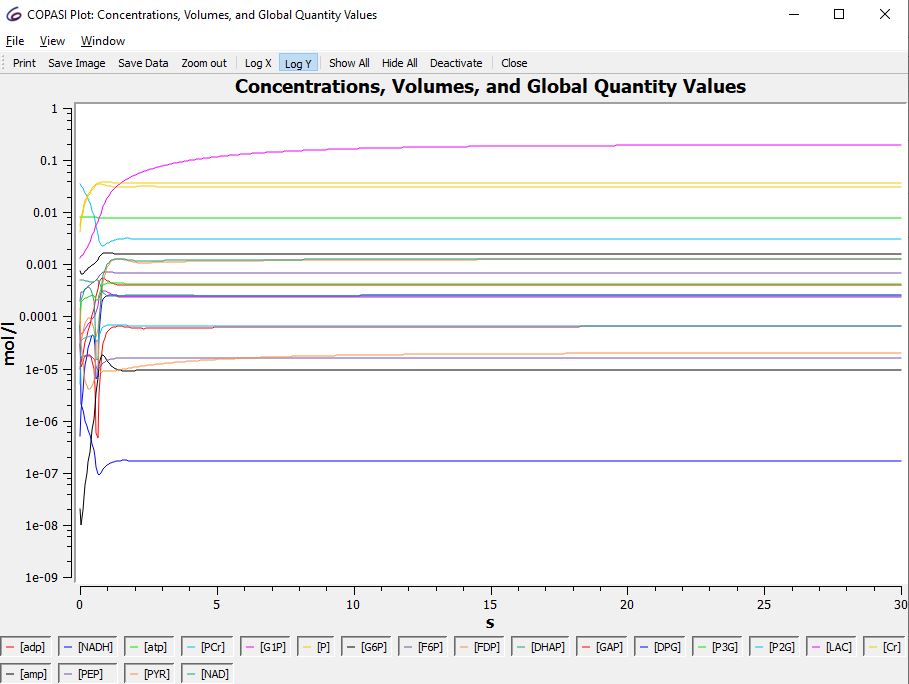 COPASI Plot: Concentrations, Volumes, and Global Quantity Values
File View Window
Print Save Image Save Data Zoom out Log X Log Y Show All Hide All Deactivate Close
Concentrations, Volumes, and Global Quantity Values
1
0.1
0.01
0.001
0.0001
1e-05
1e-06
1e-07
1e-08
1e-09
mol/l
0 5 10 15 20 25 30
s
[adp] [NADH] [atp] [PCr] [G1P] [P] [G6P] [F6P] [FDP] [DHAP] [GAP] [DPG] [P3G] [P2G] [LAC] [Cr]
[amp] [PEP] [PYR] [NAD]